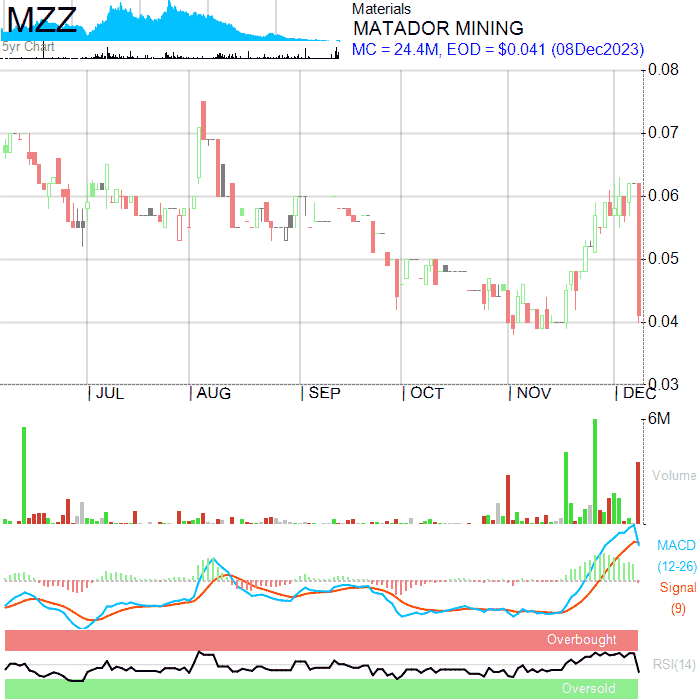 MZZ
5yr Chart
Materials
MATADOR MINING
MC = 24.4M, EOD = $0.041 (08Dec2023)
0.08
0.07
0.06
0.05
0.04
0.03
JUL AUG SEP OCT NOV DEC
6M
Volume
MACD
(12-26)
Signal
(9)
Overbought
RSI(14)
Oversold